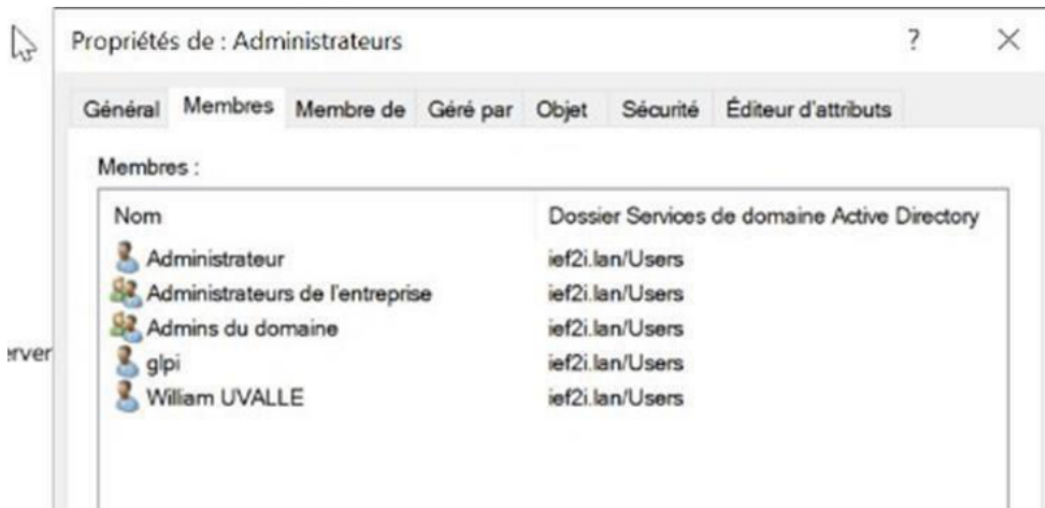 Propriétés de : Administrateurs ? ×
Général Membres Membre de Géré par Objet Sécurité Éditeur d'attributs
Membres :
Nom Dossier Services de domaine Active Directory
Administrateur ief2i.lan/Users
Administrateurs de l'entreprise ief2i.lan/Users
Admins du domaine ief2i.lan/Users
erver
glpi ief2i.lan/Users
William UVALLE ief2i.lan/Users